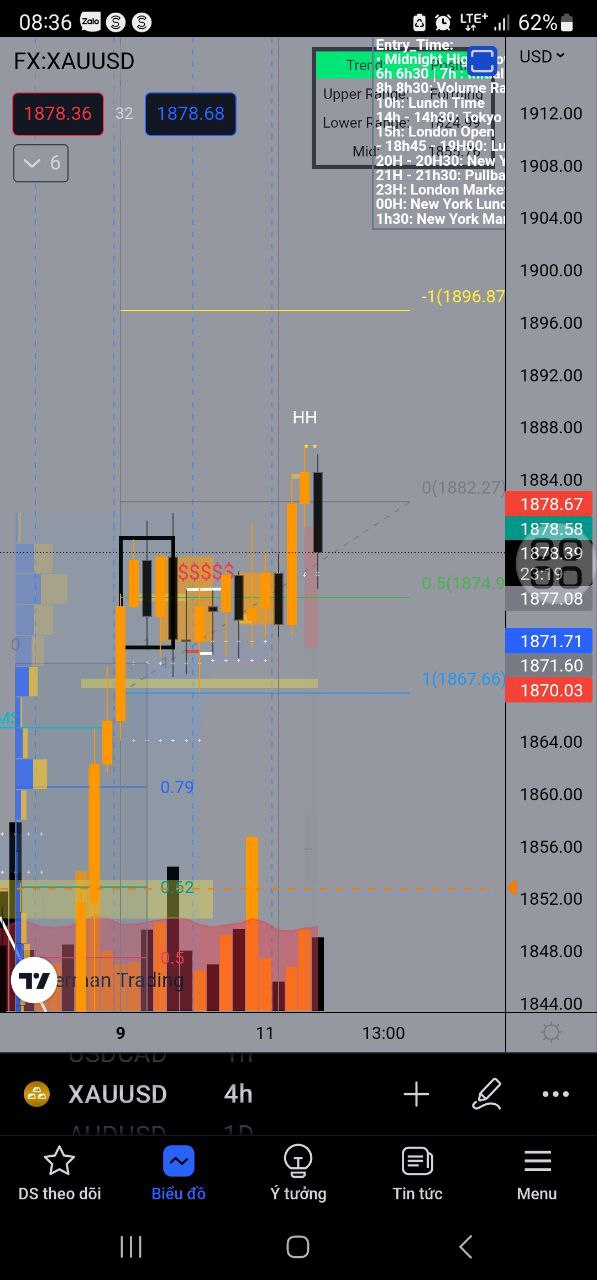 08:36
Zalo
S
S
LTE+
62%
FX:XAUUSD
Entry_Time:
USD
1878.36
32
1878.68
6
Trend
Upper Range:
Lower Range:
Mid:
6h 6h30 | 7h :
8h 8h30: Volume Ra
10h: Lunch Time
14h - 14h30: Tokyo
15h: London Open
- 18h45 - 19H00: Lu
20H - 20H30: New Y
21H - 21h30: Pullba
23H: London Marke
00H: New York Lunc
1h30: New York Mar
1912.00
1908.00
1904.00
1900.00
1896.00
1892.00
1888.00
1884.00
1878.67
1878.58
1878.39
23:19
1877.08
1871.71
1871.60
1870.03
1864.00
1860.00
1856.00
1852.00
1848.00
1844.00
-1(1896.87
HH
0(1882.27)
$$$$$
0.5(1874.9
0
1(1867.66)
MS
0.79
0.62
0.5
erman Trading
9
11
13:00
USDCAD 1h
XAUUSD 4h
AUDUSD 1D
DS theo dõi
Biểu đồ
Ý tưởng
Tin tức
Menu